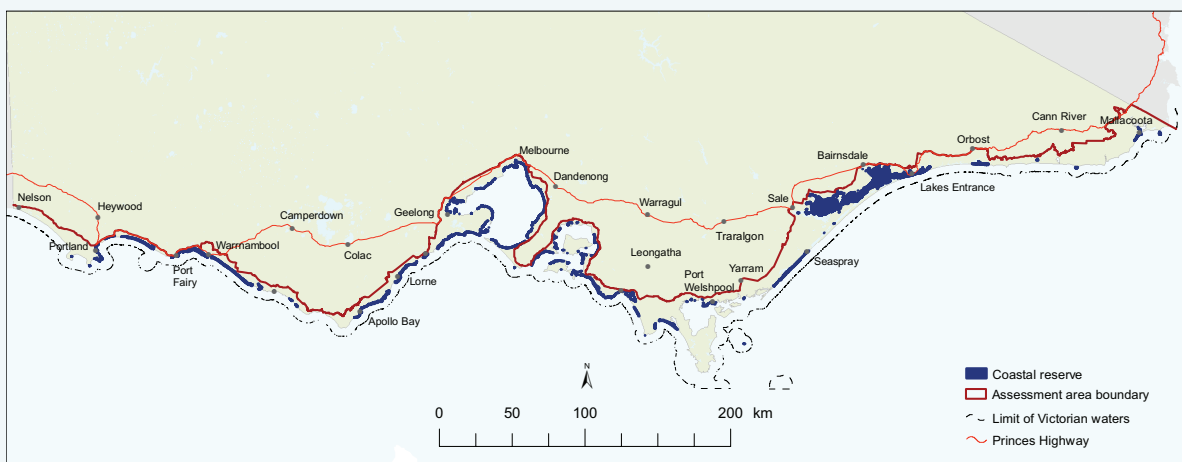 Cann River
Mallacoota
Orbost
Melbourne
Bairnsdale
Dandenong
Lakes Entrance
Nelson
Heywood
Warragul
Sale
Camperdown
Geelong
Traralgon
Portland
Warrnambool
Colac
Leongatha
Seaspray
Port
Fairy
Lorne
Port
Welshpool
Yarram
Apollo Bay
N
0 50 100 200 km
Coastal reserve
Assessment area boundary
Limit of Victorian waters
Princes Highway